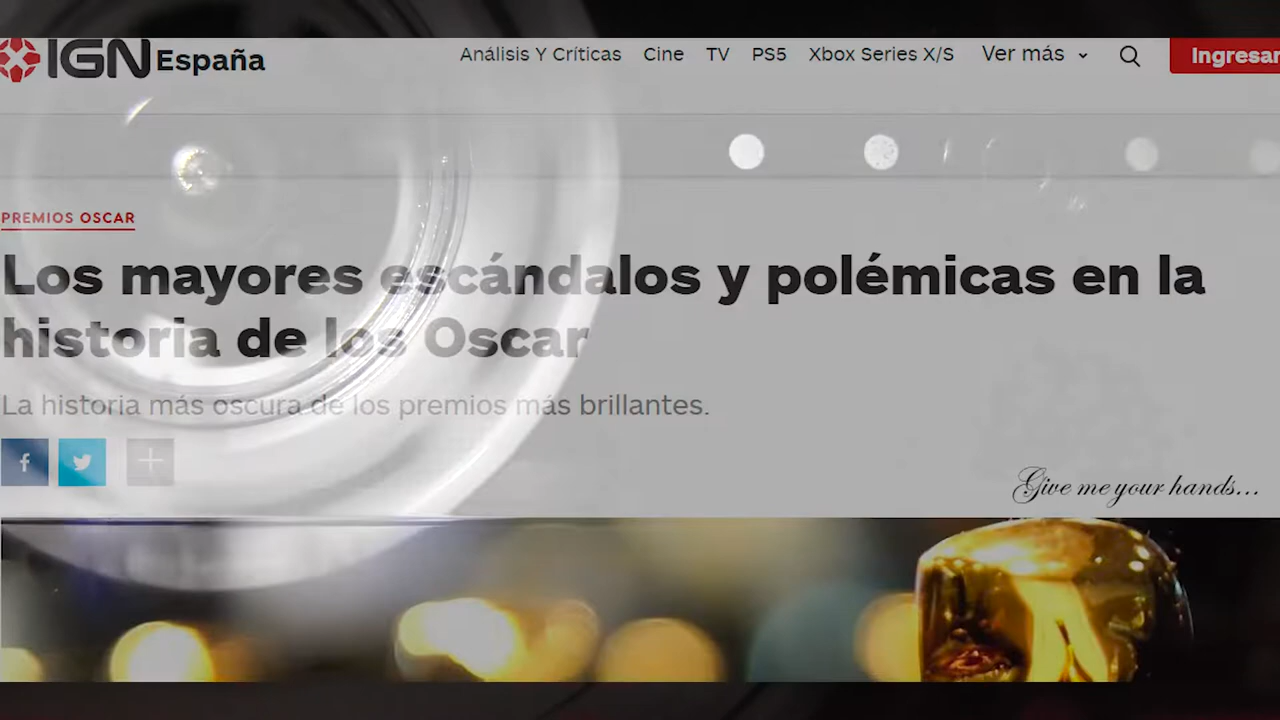 IGN España
Análisis Y Críticas Cine TV PS5 Xbox Series X/S Ver más Ingresar
PREMIOS OSCAR
Los mayores escándalos y polémicas en la
historia de los Oscar
La historia más oscura de los premios más brillantes.
Give me your hands...